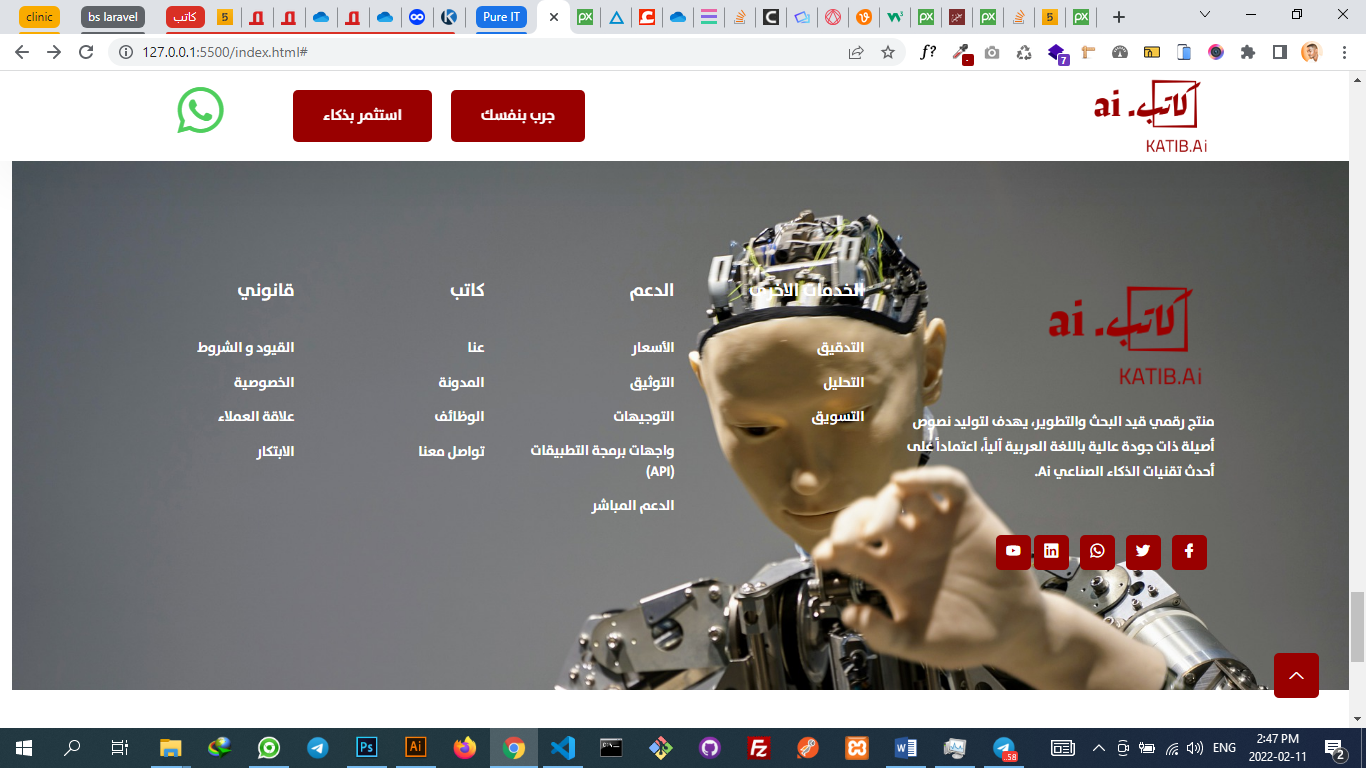 clinic
bs laravel
كاتب
Pure IT
127.0.0.1:5500/index.html#
f?
7
كاتب. ai
KATIB.Ai
جرب بنفسك
استثمر بذكاء
كاتب. ai
KATIB.Ai
منتج رقمي قيد البحث والتطوير، يهدف لتوليد نصوص
أصيلة ذات جودة عالية باللغة العربية آلياً، اعتماداً على
أحدث تقنيات الذكاء الصناعي Ai.
الخدمات الأخرى
التدقيق
التحليل
التسويق
الدعم
الأسعار
التوثيق
التوجيهات
واجهات برمجة التطبيقات
(API)
الدعم المباشر
كاتب
عنا
المدونة
الوظائف
تواصل معنا
قانوني
القيود و الشروط
الخصوصية
علاقة العملاء
الابتكار
Ps
Ai
ENG
2:47 PM
2022-02-11
2